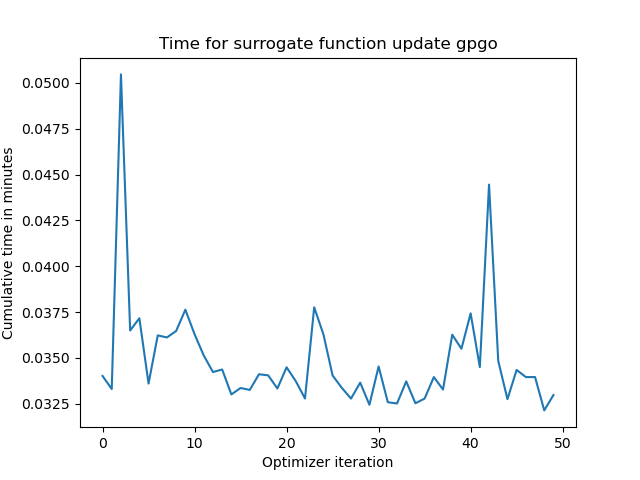 Time for surrogate function update gpgo
Cumulative time in minutes
0.0500
0.0475
0.0450
0.0425
0.0400
0.0375
0.0350
0.0325
0 10 20 30 40 50
Optimizer iteration